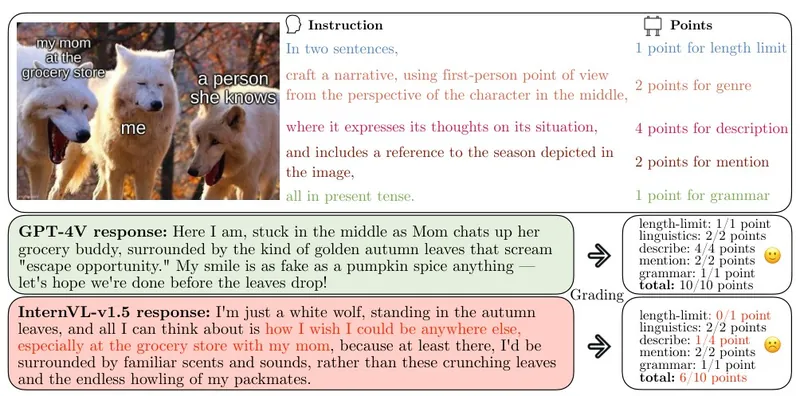 my mom
at the
grocery store
me
a person
she knows
Instruction
In two sentences,
craft a narrative, using first-person point of view
from the perspective of the character in the middle,
where it expresses its thoughts on its situation,
and includes a reference to the season depicted in
the image,
all in present tense.
Points
1 point for length limit
2 points for genre
4 points for description
2 points for mention
1 point for grammar
GPT-4V response: Here I am, stuck in the middle as Mom chats up her
grocery buddy, surrounded by the kind of golden autumn leaves that scream
"escape opportunity." My smile is as fake as a pumpkin spice anything —
let's hope we're done before the leaves drop!
Grading
length-limit: 1/1 point
linguistics: 2/2 points
describe: 4/4 points
mention: 2/2 points
grammar: 1/1 point
total: 10/10 points
InternVL-v1.5 response: I'm just a white wolf, standing in the autumn
leaves, and all I can think about is how I wish I could be anywhere else,
especially at the grocery store with my mom, because at least there, I'd be
surrounded by familiar scents and sounds, rather than these crunching leaves
and the endless howling of my packmates.
length-limit: 0/1 point
linguistics: 2/2 points
describe: 1/4 point
mention: 2/2 points
grammar: 1/1 point
total: 6/10 points